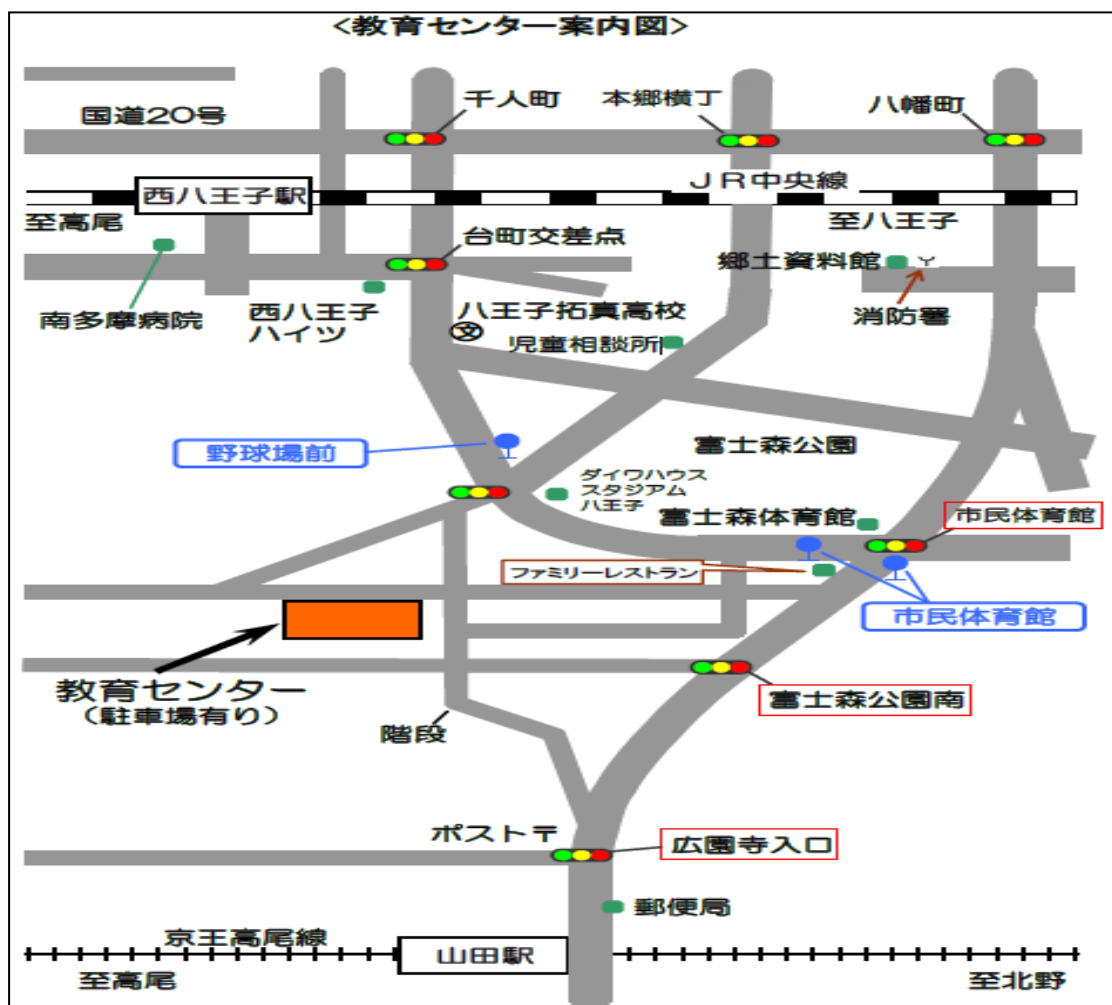 <教育センター案内図>
千人町
本郷横丁
八幡町
国道20号
西八王子駅
JR中央線
至高尾
至八王子
台町交差点
郷土資料館
南多摩病院
西八王子
ハイツ
八王子拓真高校
消防署
文
児童相談所
野球場前
富士森公園
ダイワハウス
スタジアム
八王子
富士森体育館
市民体育館
ファミリーレストラン
市民体育館
教育センター
(駐車場有り)
富士森公園南
階段
ポスト〒
広園寺入口
郵便局
京王高尾線
山田駅
至高尾
至北野